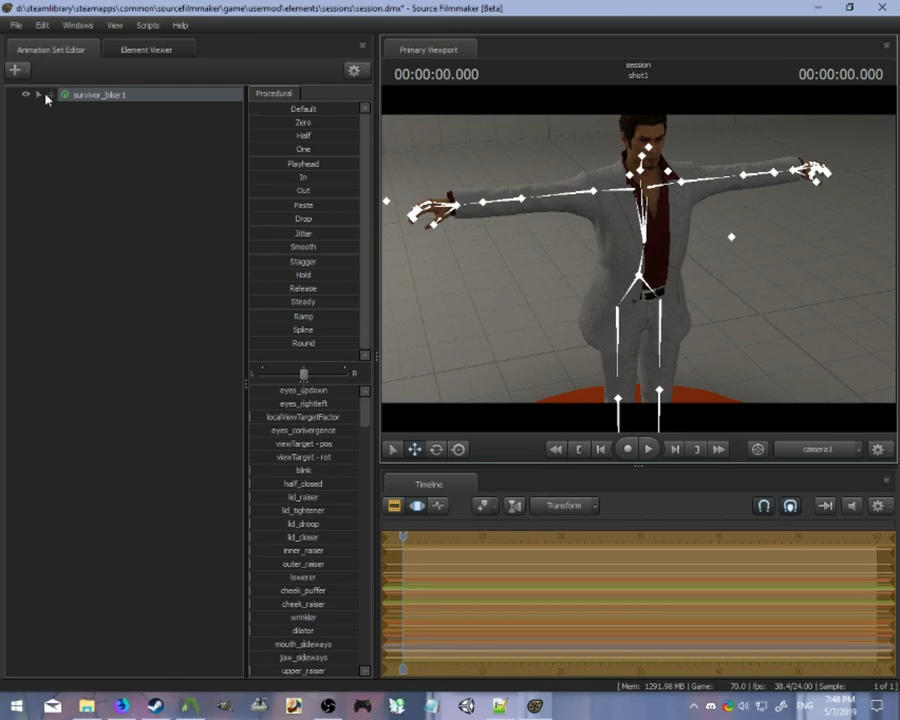 d:\steamlibrary\steamapps\common\sourcefilmmaker\game\usermod\elements\sessions\session.dmx* - Source Filmmaker [Beta]
File Edit Windows View Scripts Help
Animation Set Editor Element Viewer
survivor_biker1
Procedural
Default
Zero
Half
One
Playhead
In
Out
Paste
Drop
Jitter
Smooth
Stagger
Hold
Release
Steady
Ramp
Spline
Round
L R
eyes_updown
eyes_rightleft
localViewTargetFactor
eyes_convergence
viewTarget - pos
viewTarget - rot
blink
half_closed
lid_raiser
lid_tightener
lid_droop
lid_closer
inner_raiser
outer_raiser
lowerer
cheek_puffer
cheek_raiser
wrinkler
dilator
mouth_sideways
jaw_sideways
upper_raiser
Primary Viewport
00:00:00.000
session
shot1
00:00:00.000
camera1
Timeline
Transform
[Mem: 1291.98 MB | Game: 70.0 | fps: 38.4/24.00 | Sample: 1 of 1]
ENG
7:48 PM
5/7/2019